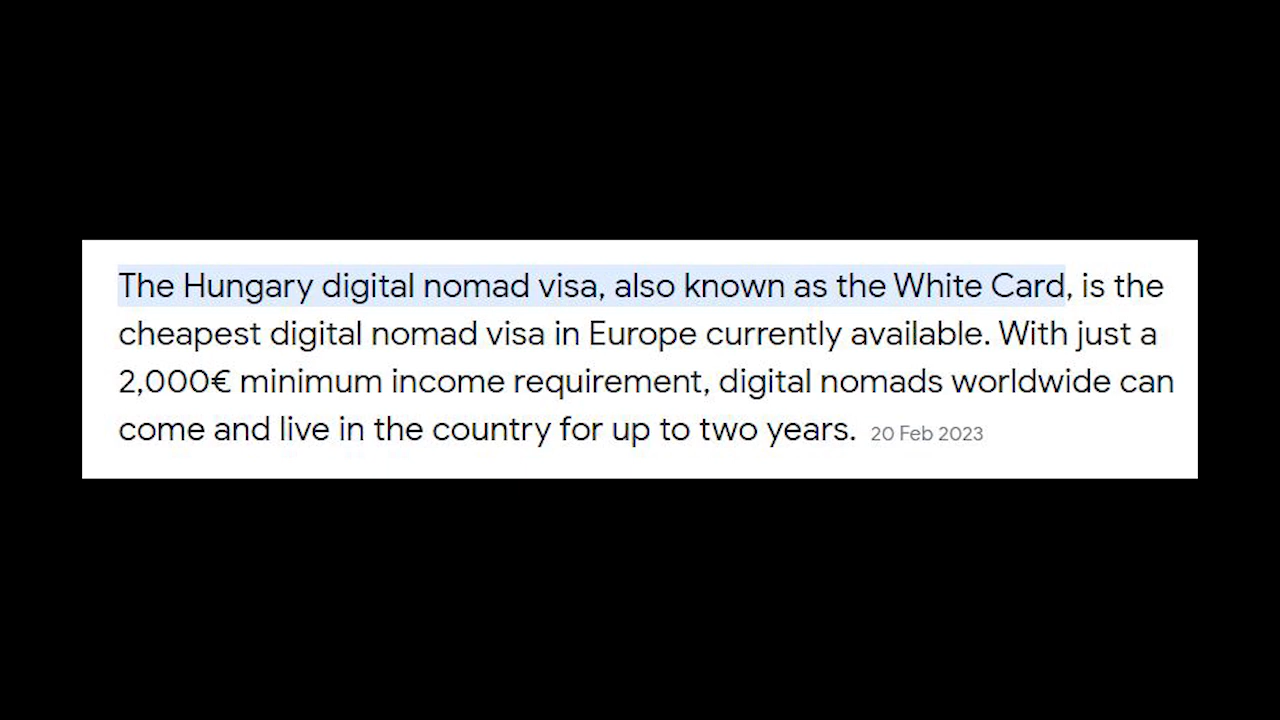 The Hungary digital nomad visa, also known as the White Card, is the
cheapest digital nomad visa in Europe currently available. With just a
2,000€ minimum income requirement, digital nomads worldwide can
come and live in the country for up to two years. 20 Feb 2023